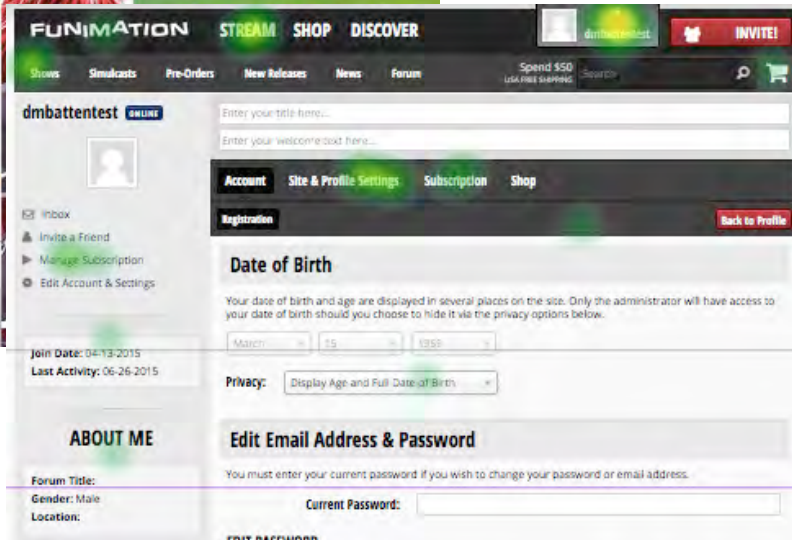 FUNIMATION STREAM SHOP DISCOVER dmbattentest INVITE!
Shows Simulcasts Pre-Orders New Releases News Forum Spend $50 Search
USA FREE SHIPPING
dmbattentest ONLINE
Enter your title here...
Enter your welcome text here...
Account Site & Profile Settings Subscription Shop
Inbox
Registration Back to Profile
Invite a Friend
Manage Subscription
Edit Account & Settings
Date of Birth
Your date of birth and age are displayed in several places on the site. Only the administrator will have access to
your date of birth should you choose to hide it via the privacy options below.
March 15 1955
Join Date: 04-13-2015
Last Activity: 06-26-2015
Privacy: Display Age and Full Date of Birth
ABOUT ME
Edit Email Address & Password
You must enter your current password if you wish to change your password or email address.
Forum Title:
Gender: Male
Location:
Current Password:
EDIT PASSWORD